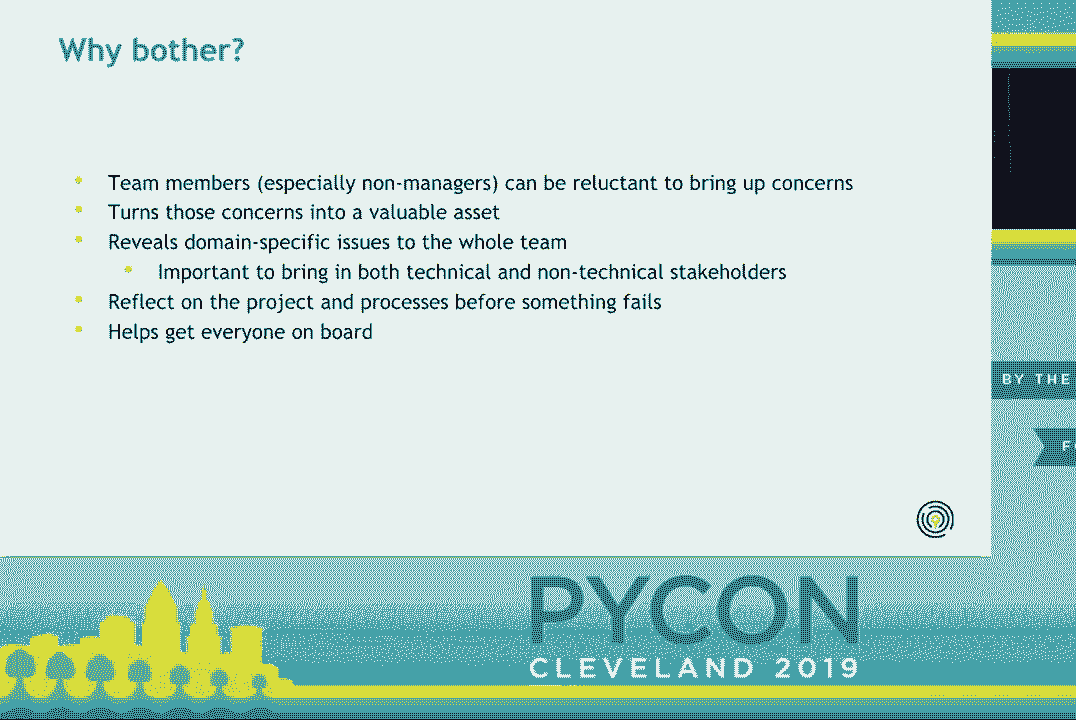 Why bother?
Team members (especially non-managers) can be reluctant to bring up concerns
Turns those concerns into a valuable asset
Reveals domain-specific issues to the whole team
Important to bring in both technical and non-technical stakeholders
Reflect on the project and processes before something fails
Helps get everyone on board
BY THE
PYCON
CLEVELAND 2019